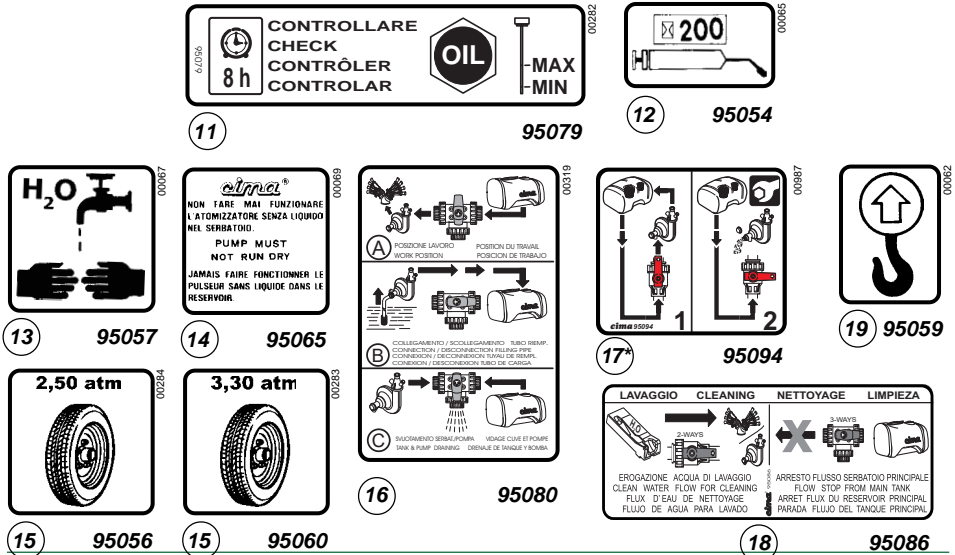 CONTROLLARE
CHECK
CONTRÔLER
CONTROLAR
8 h
OIL
MAX
MIN
95079
00282
11
95079
200
00065
12
95054
H2O
00067
13
95057
cima®
NON FARE MAI FUNZIONARE
L'ATOMIZZATORE SENZA LIQUIDO
NEL SERBATOIO.
PUMP MUST
NOT RUN DRY
JAMAIS FAIRE FONCTIONNER LE
PULSEUR SANS LIQUIDE DANS LE
RESERVOIR.
00069
14
95065
cima
A
POSIZIONE LAVORO POSITION DU TRAVAIL
WORK POSITION POSICION DE TRABAJO
cima
B
COLLEGAMENTO / SCOLLEGAMENTO TUBO RIEMP.
CONNECTION / DISCONNECTION FILLING PIPE
CONNEXION / DECONNEXION TUYAU DE REMPL.
CONEXION / DESCONEXION TUBO DE CARGA
cima
C
SVUOTAMENTO SERBAT./POMPA VIDAGE CUVE ET POMPE
TANK & PUMP DRAINING DRENAJE DE TANQUE Y BOMBA
00319
16
95080
cima 95094
1
2
00987
17*
95094
00062
19
95059
2,50 atm
00284
15
95056
3,30 atm
00283
15
95060
LAVAGGIO CLEANING NETTOYAGE LIMPIEZA
2-WAYS
3-WAYS
X
cima
EROGAZIONE ACQUA DI LAVAGGIO
CLEAN WATER FLOW FOR CLEANING
FLUX D'EAU DE NETTOYAGE
FLUJO DE AGUA PARA LAVADO
cima 95086
ARRESTO FLUSSO SERBATOIO PRINCIPALE
FLOW STOP FROM MAIN TANK
ARRET FLUX DU RESERVOIR PRINCIPAL
PARADA FLUJO DEL TANQUE PRINCIPAL
18
95086